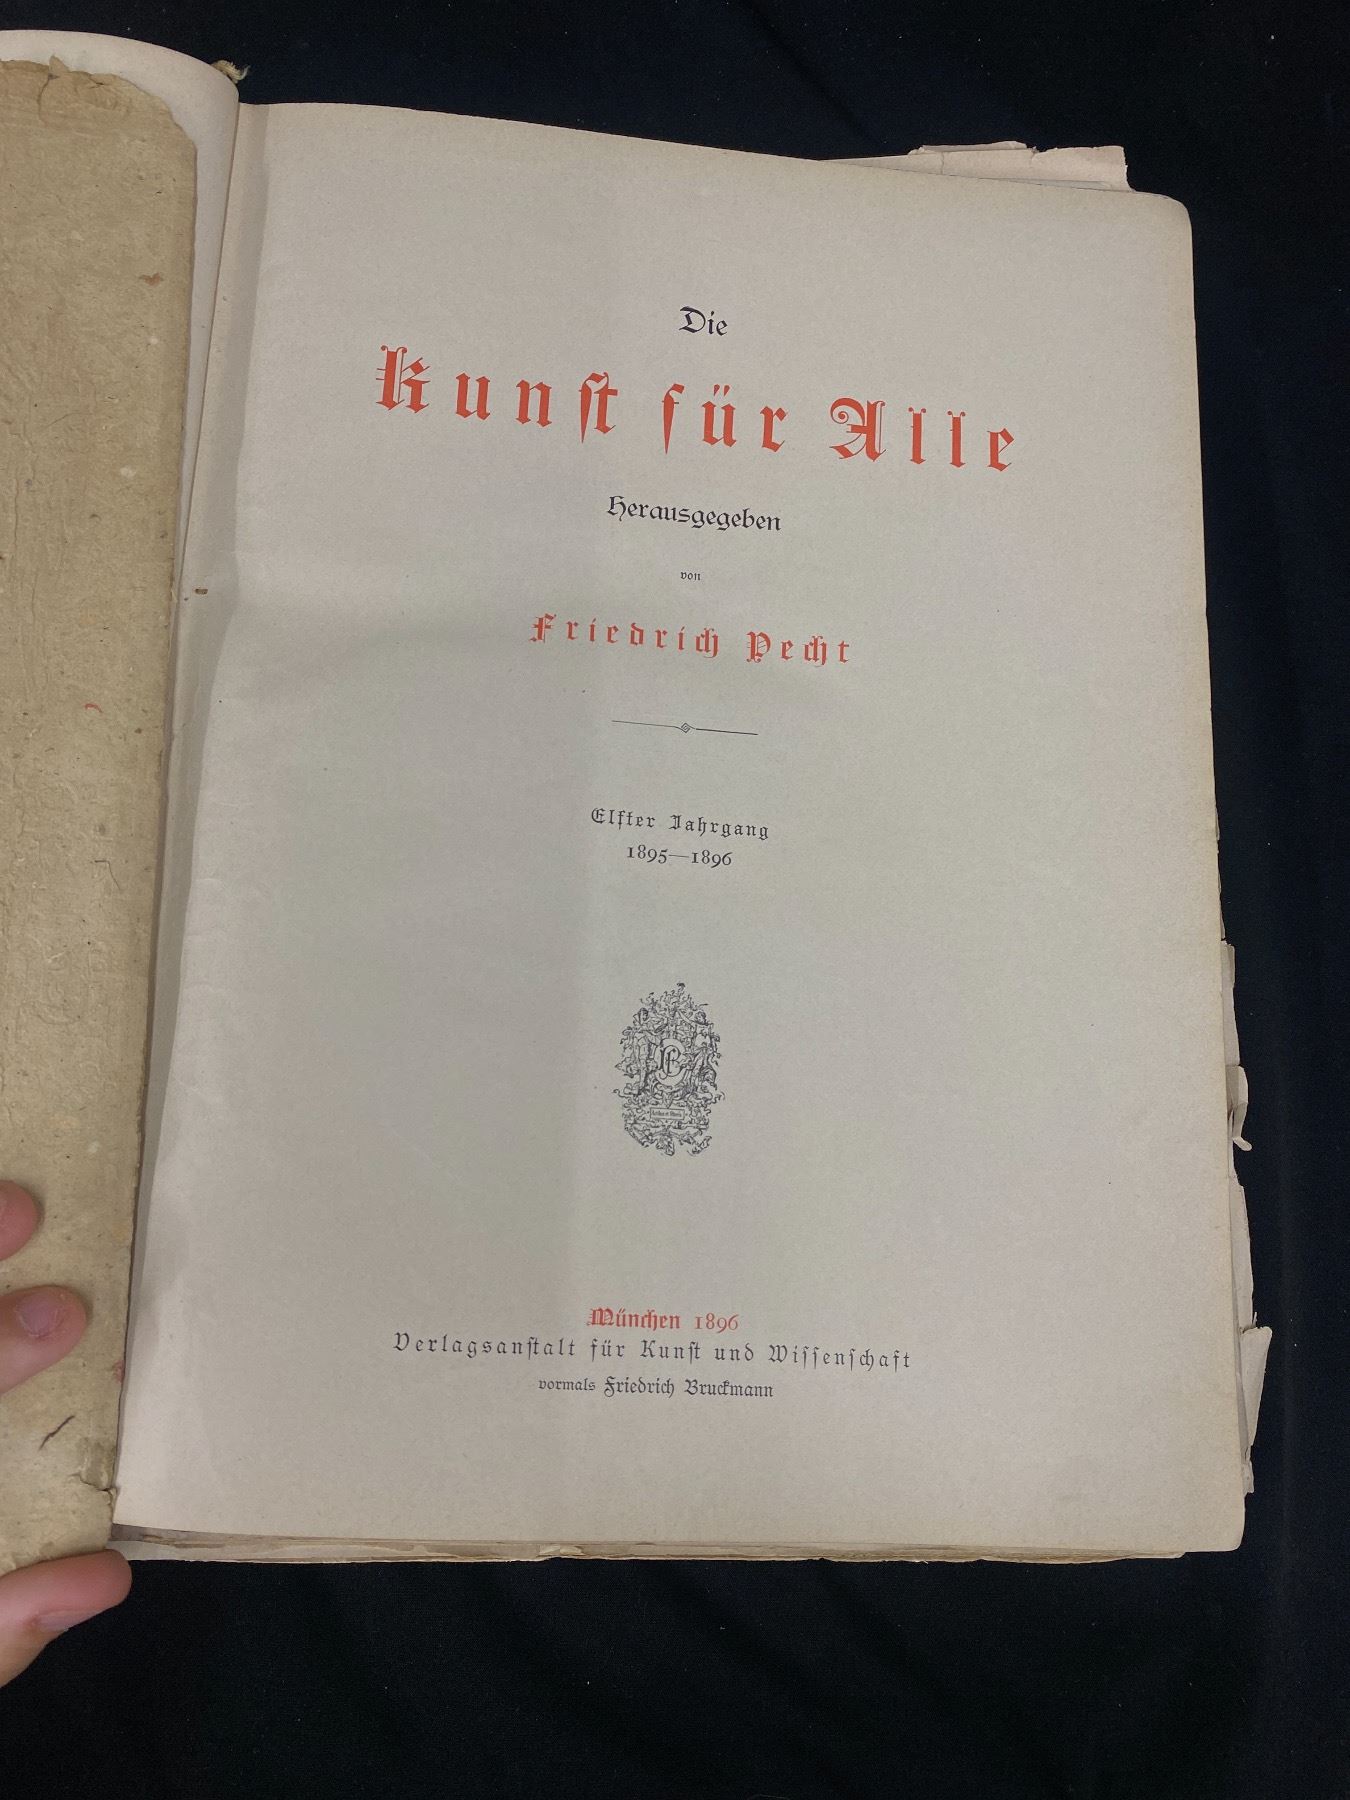 Die
Kunst für Alle
Herausgegeben
von
Friedrich Pecht
Elfter Jahrgang
1895—1896
München 1896
Verlagsanstalt für Kunst und Wissenschaft
vormals Friedrich Bruckmann